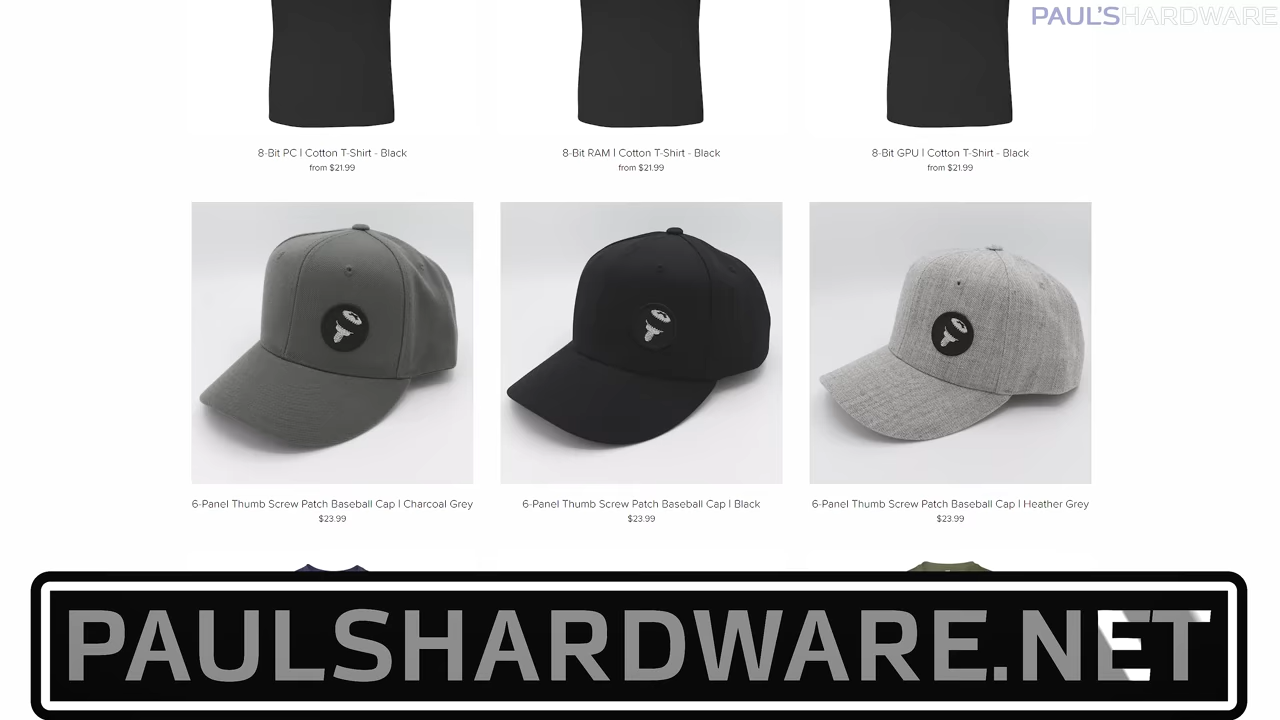 PAUL'SHARDWARE
8-Bit PC | Cotton T-Shirt - Black
from $21.99
8-Bit RAM | Cotton T-Shirt - Black
from $21.99
8-Bit GPU | Cotton T-Shirt - Black
from $21.99
6-Panel Thumb Screw Patch Baseball Cap | Charcoal Grey
$23.99
6-Panel Thumb Screw Patch Baseball Cap | Black
$23.99
6-Panel Thumb Screw Patch Baseball Cap | Heather Grey
$23.99
PAULSHARDWARE.NET